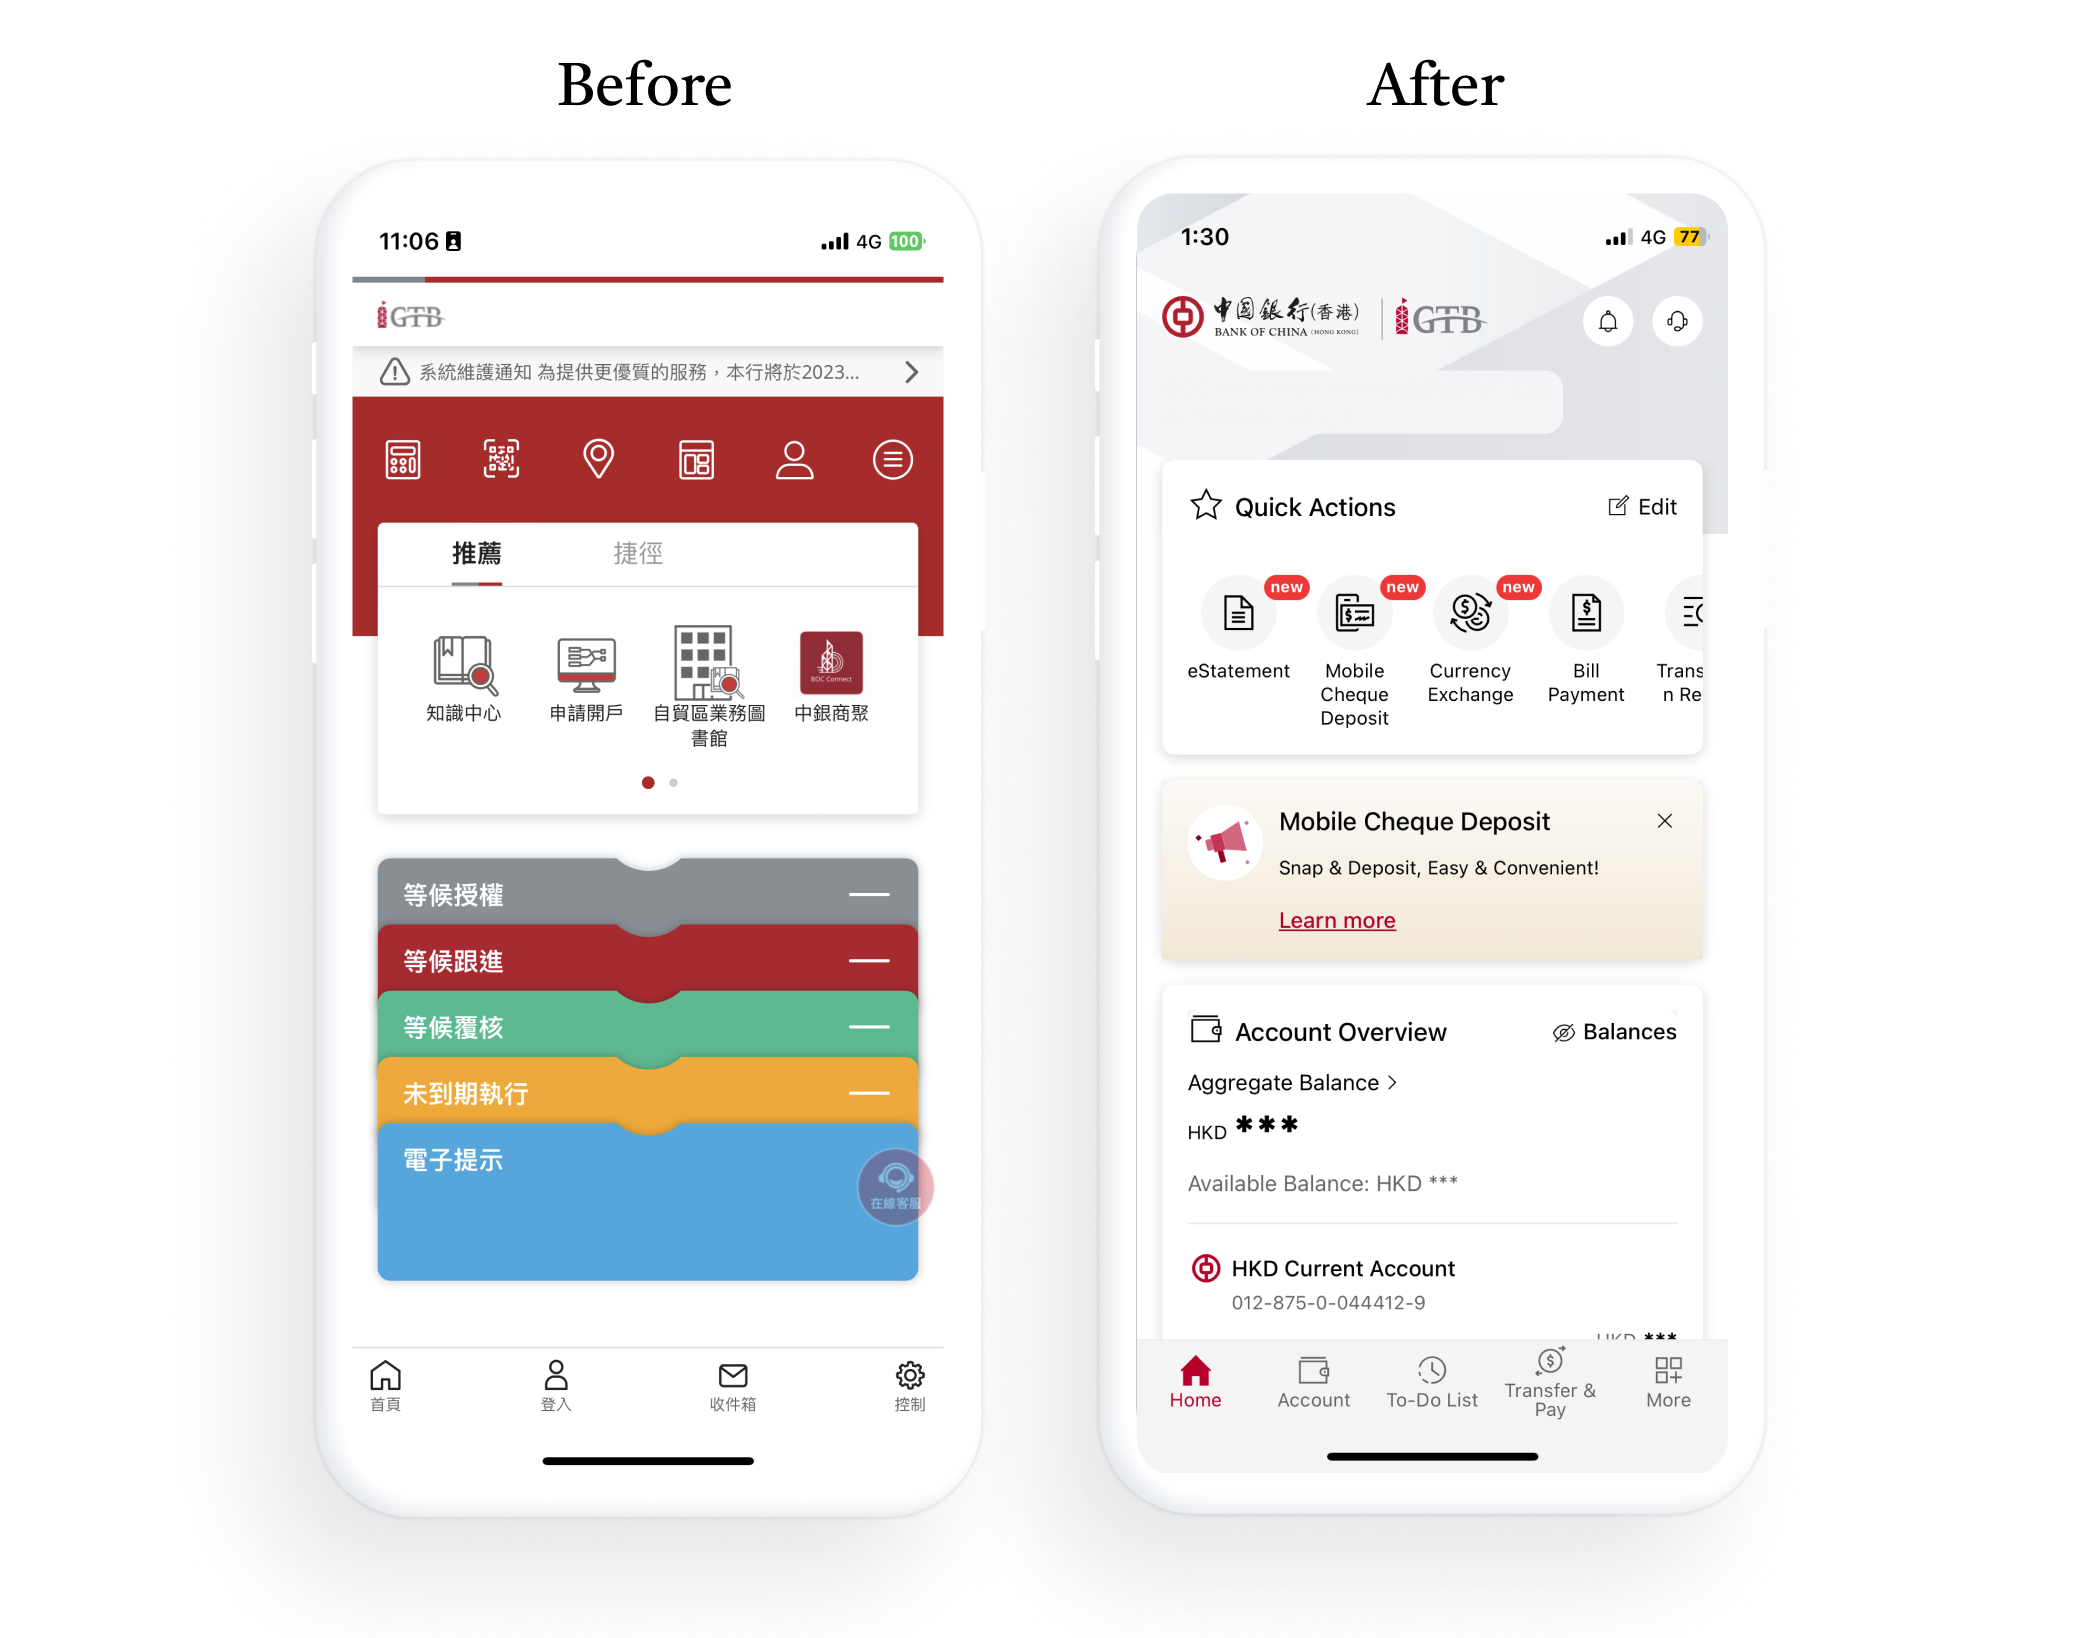 Before
After
11:06
4G 100
iGTB
系統維護通知 為提供更優質的服務，本行將於2023...
推薦
捷徑
知識中心
申請開戶
自貿區業務圖
書館
BOC Connect
中銀商聚
等候授權
等候跟進
等候覆核
未到期執行
電子提示
在線客服
首頁
登入
收件箱
控制
1:30
4G 77
中国銀行(香港)
BANK OF CHINA (HONG KONG)
iGTB
Quick Actions
Edit
new
new
new
eStatement
Mobile
Cheque
Deposit
Currency
Exchange
Bill
Payment
Trans
n Re
Mobile Cheque Deposit
Snap & Deposit, Easy & Convenient!
Learn more
Account Overview
Balances
Aggregate Balance >
HKD ***
Available Balance: HKD ***
HKD Current Account
012-875-0-044412-9
HKD ***
Home
Account
To-Do List
Transfer &
Pay
More